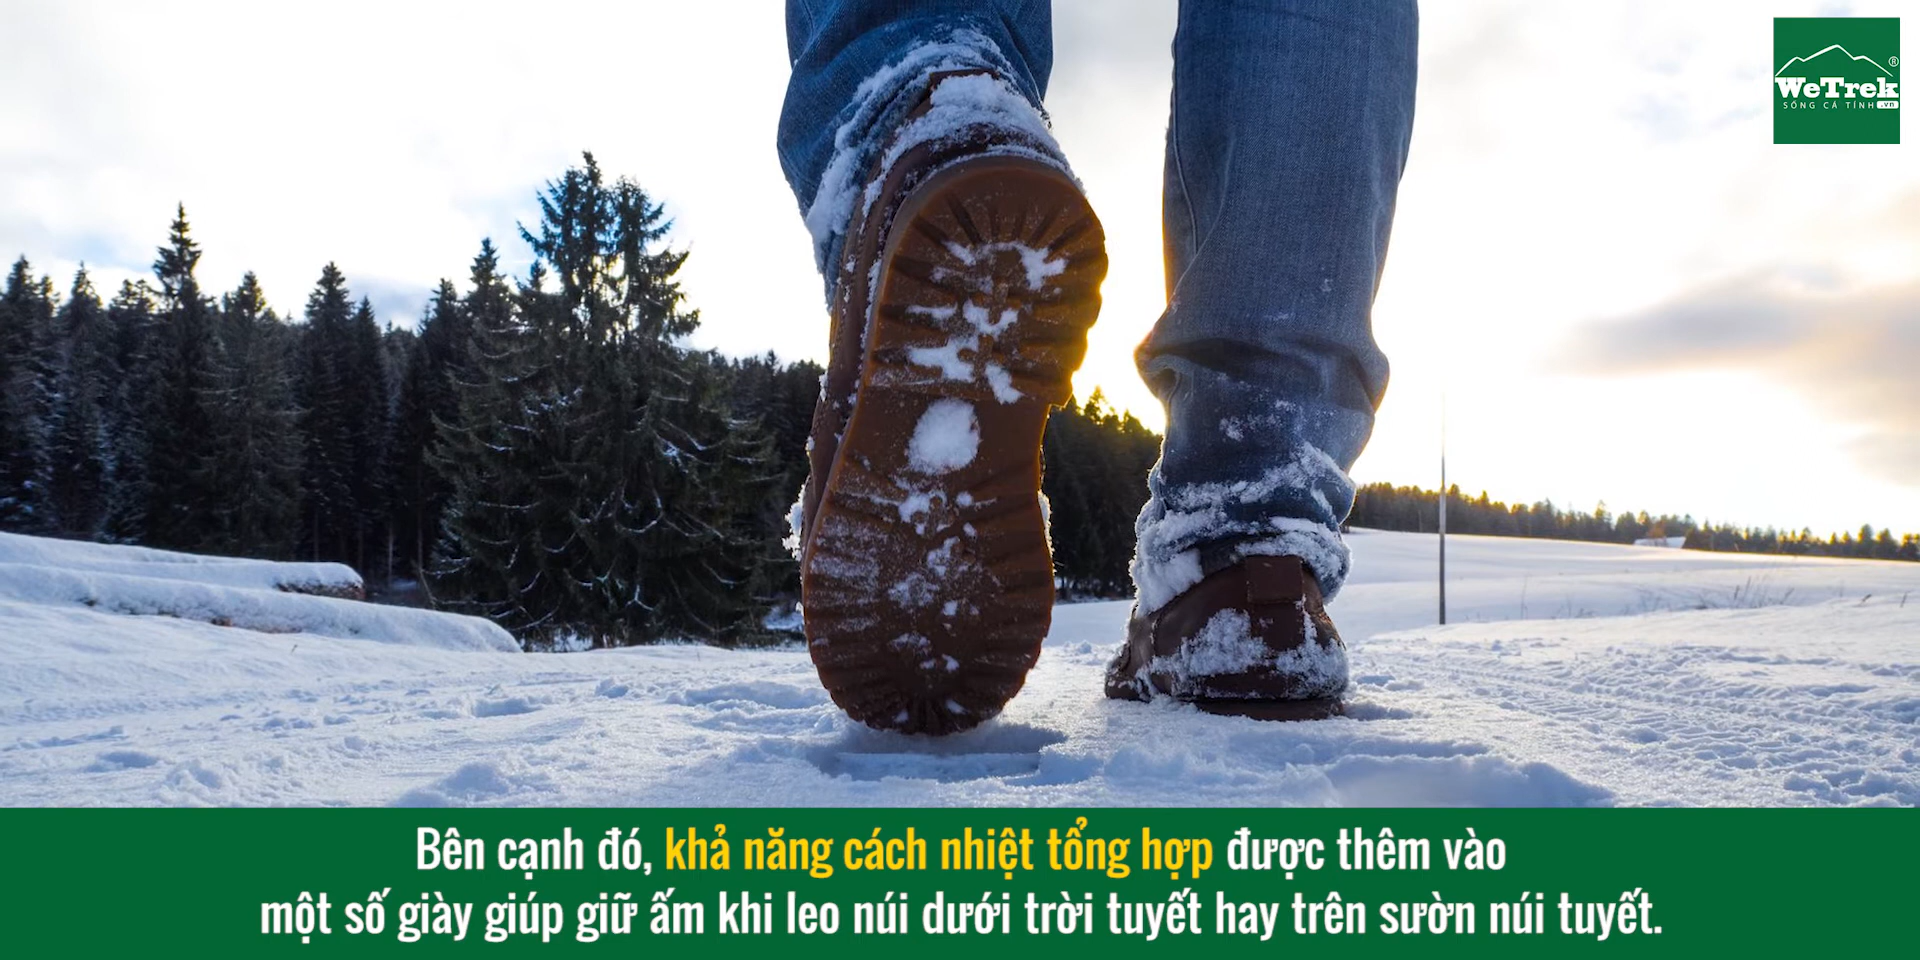 WeTrek®
SỐNG CÁ TÍNH .vn
Bên cạnh đó, khả năng cách nhiệt tổng hợp được thêm vào
một số giày giúp giữ ấm khi leo núi dưới trời tuyết hay trên sườn núi tuyết.